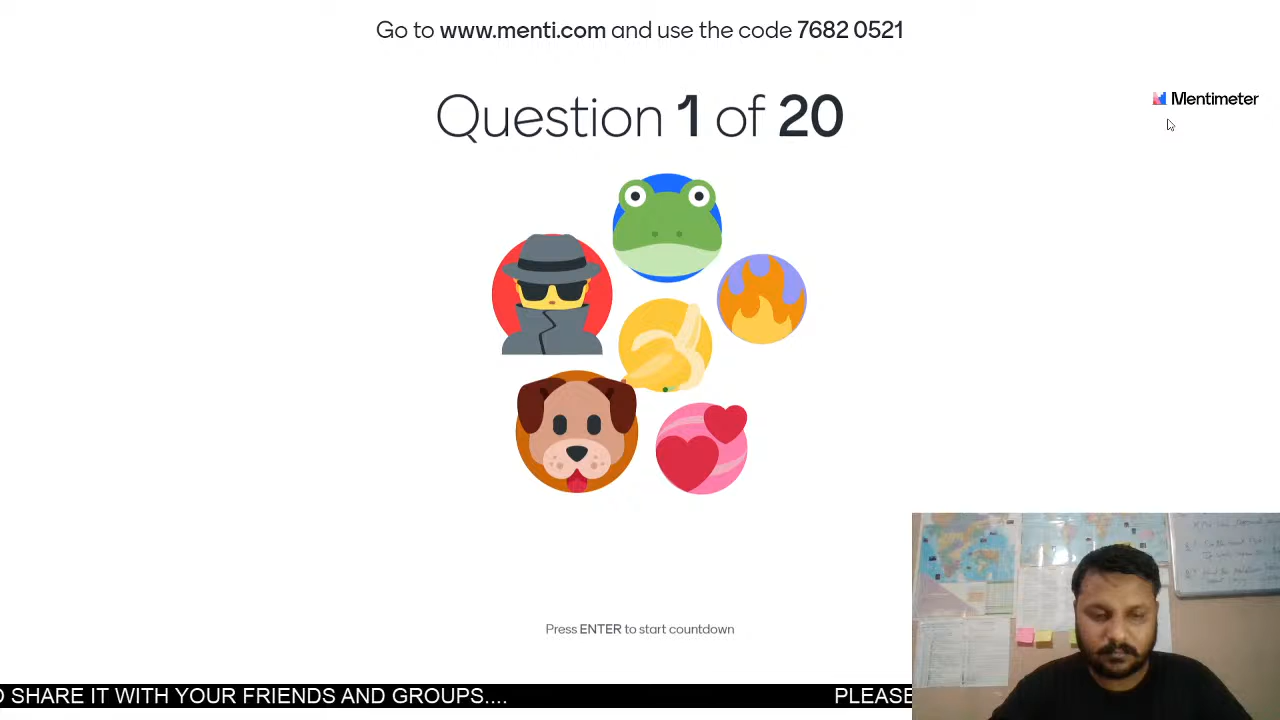 Go to www.menti.com and use the code 7682 0521
Mentimeter
Question 1 of 20
Press ENTER to start countdown
SHARE IT WITH YOUR FRIENDS AND GROUPS.... PLEASE